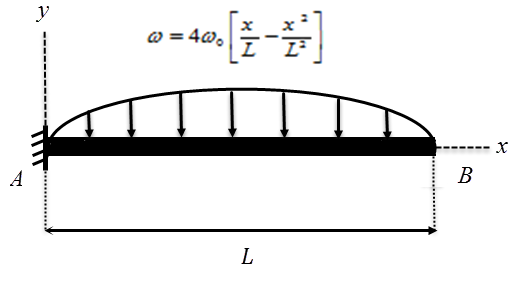 y
ω = 4ω₀[x/L − x²/L²]
x
A
B
L